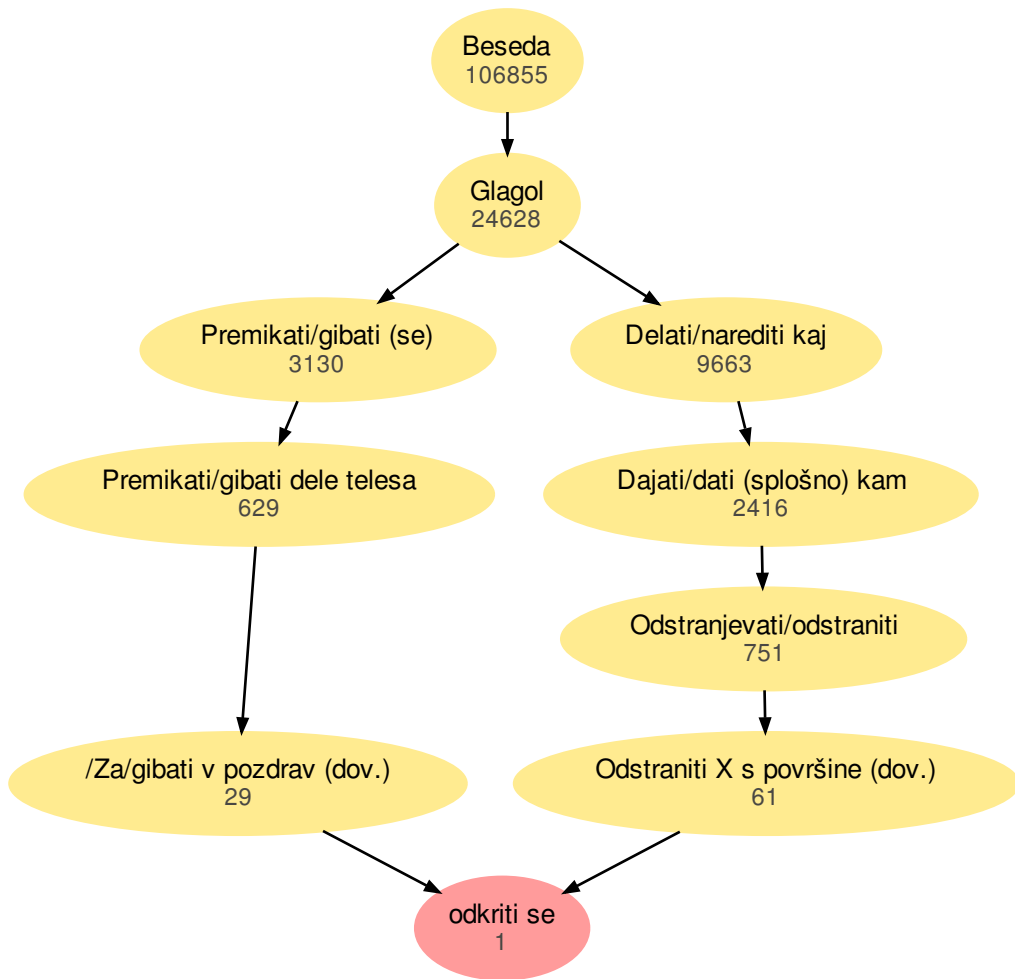 Beseda
106855
Glagol
24628
Premikati/gibati (se)
3130
Delati/narediti kaj
9663
Premikati/gibati dele telesa
629
Dajati/dati (splošno) kam
2416
Odstranjevati/odstraniti
751
/Za/gibati v pozdrav (dov.)
29
Odstraniti X s površine (dov.)
61
odkriti se
1